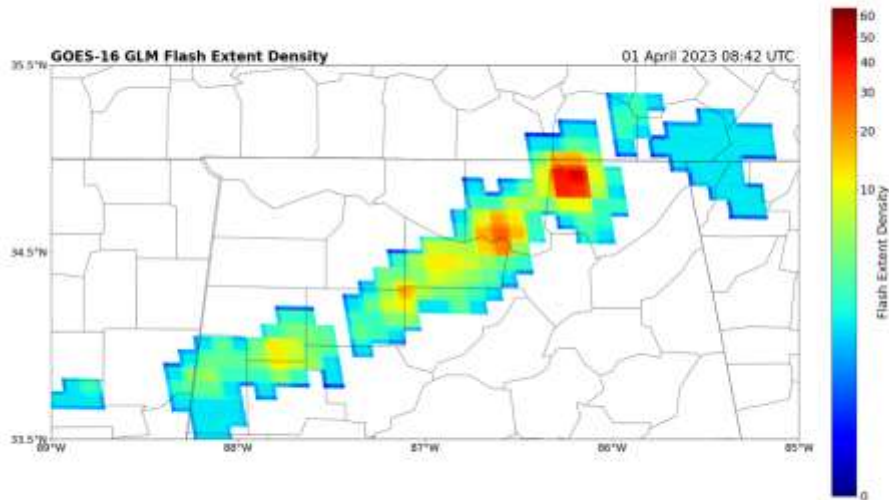 GOES-16 GLM Flash Extent Density 01 April 2023 08:42 UTC
35.5°N
34.5°N
33.5°N
89°W 88°W 87°W 86°W 85°W
60
50
40
30
20
10
0
Flash Extent Density